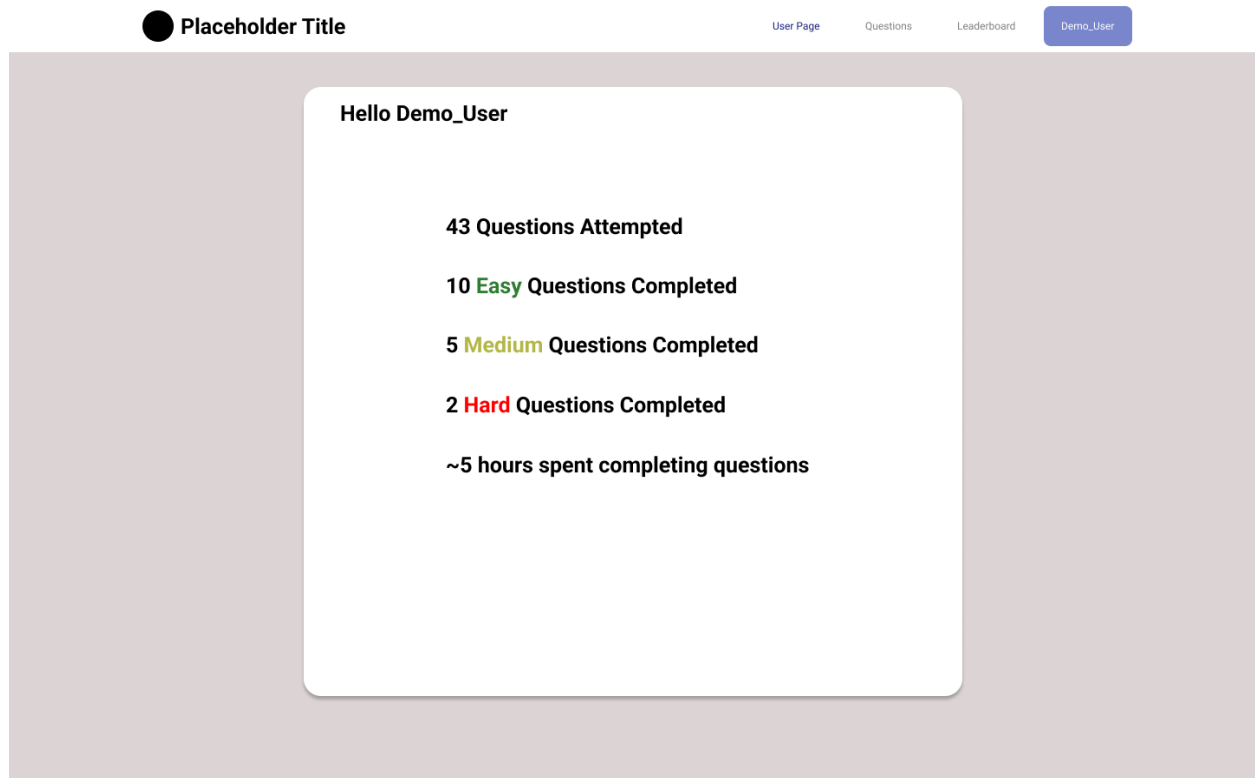 Placeholder Title
User Page
Questions
Leaderboard
Demo_User
Hello Demo_User
43 Questions Attempted
10 Easy Questions Completed
5 Medium Questions Completed
2 Hard Questions Completed
~5 hours spent completing questions